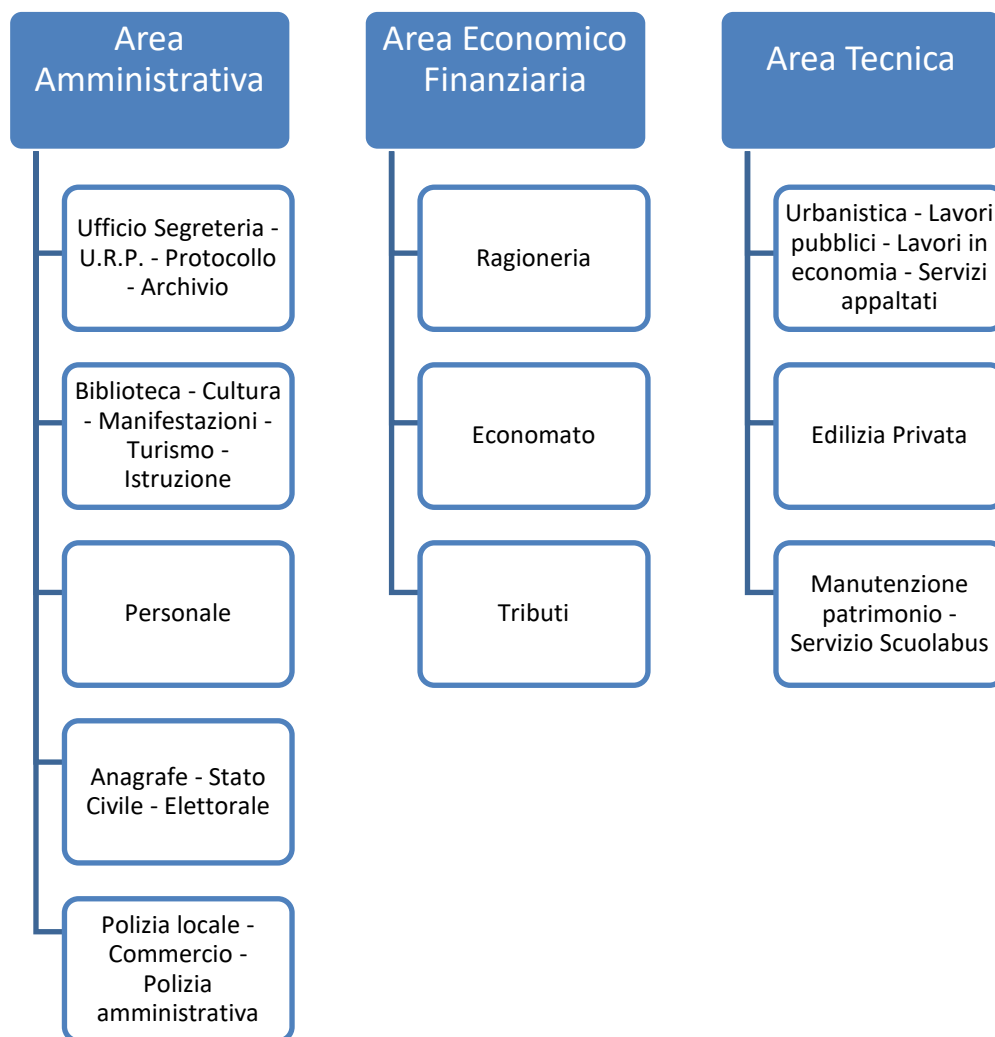 Area
Amministrativa
Ufficio Segreteria -
U.R.P. - Protocollo
- Archivio
Biblioteca - Cultura
- Manifestazioni -
Turismo -
Istruzione
Personale
Anagrafe - Stato
Civile - Elettorale
Polizia locale -
Commercio -
Polizia
amministrativa
Area Economico
Finanziaria
Ragioneria
Economato
Tributi
Area Tecnica
Urbanistica - Lavori
pubblici - Lavori in
economia - Servizi
appaltati
Edilizia Privata
Manutenzione
patrimonio -
Servizio Scuolabus